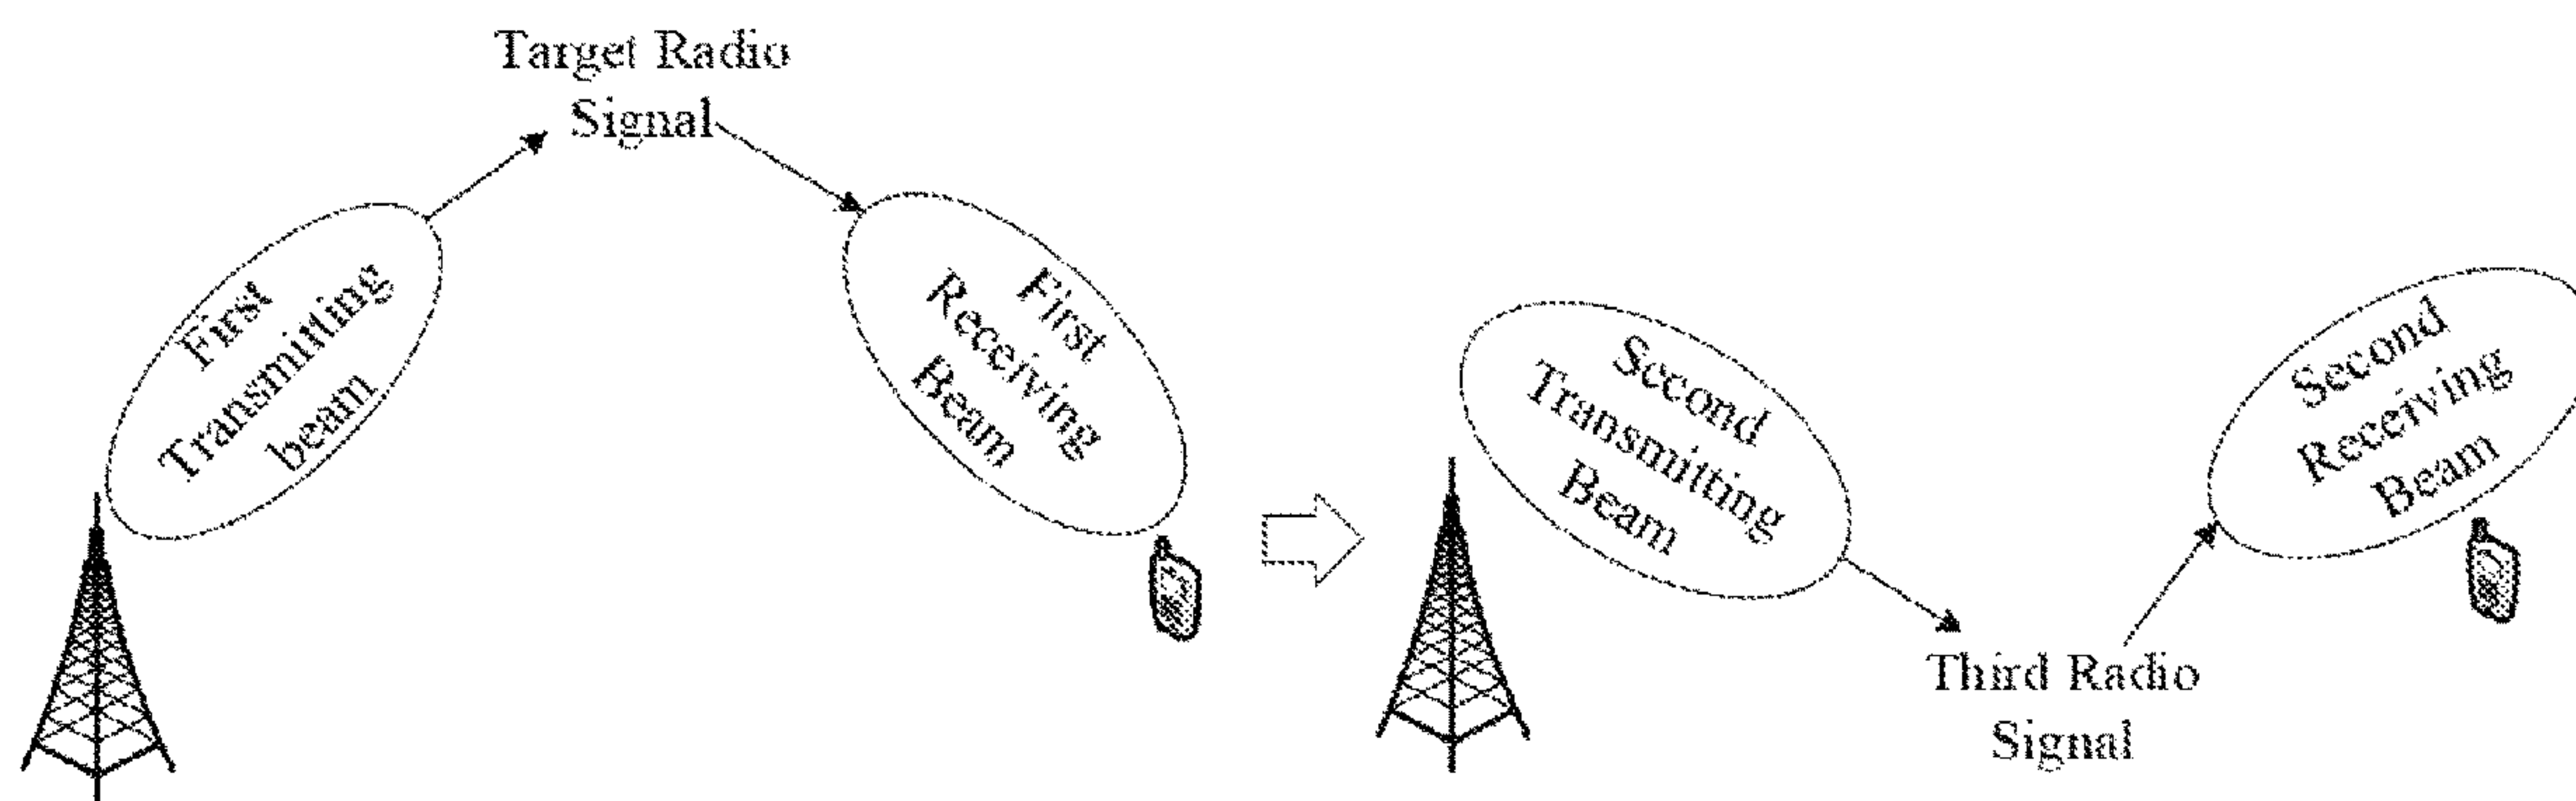 Target Radio
Signal
First
Transmitting
beam
First
Receiving
Beam
Second
Transmitting
Beam
Third Radio
Signal
Second
Receiving
Beam